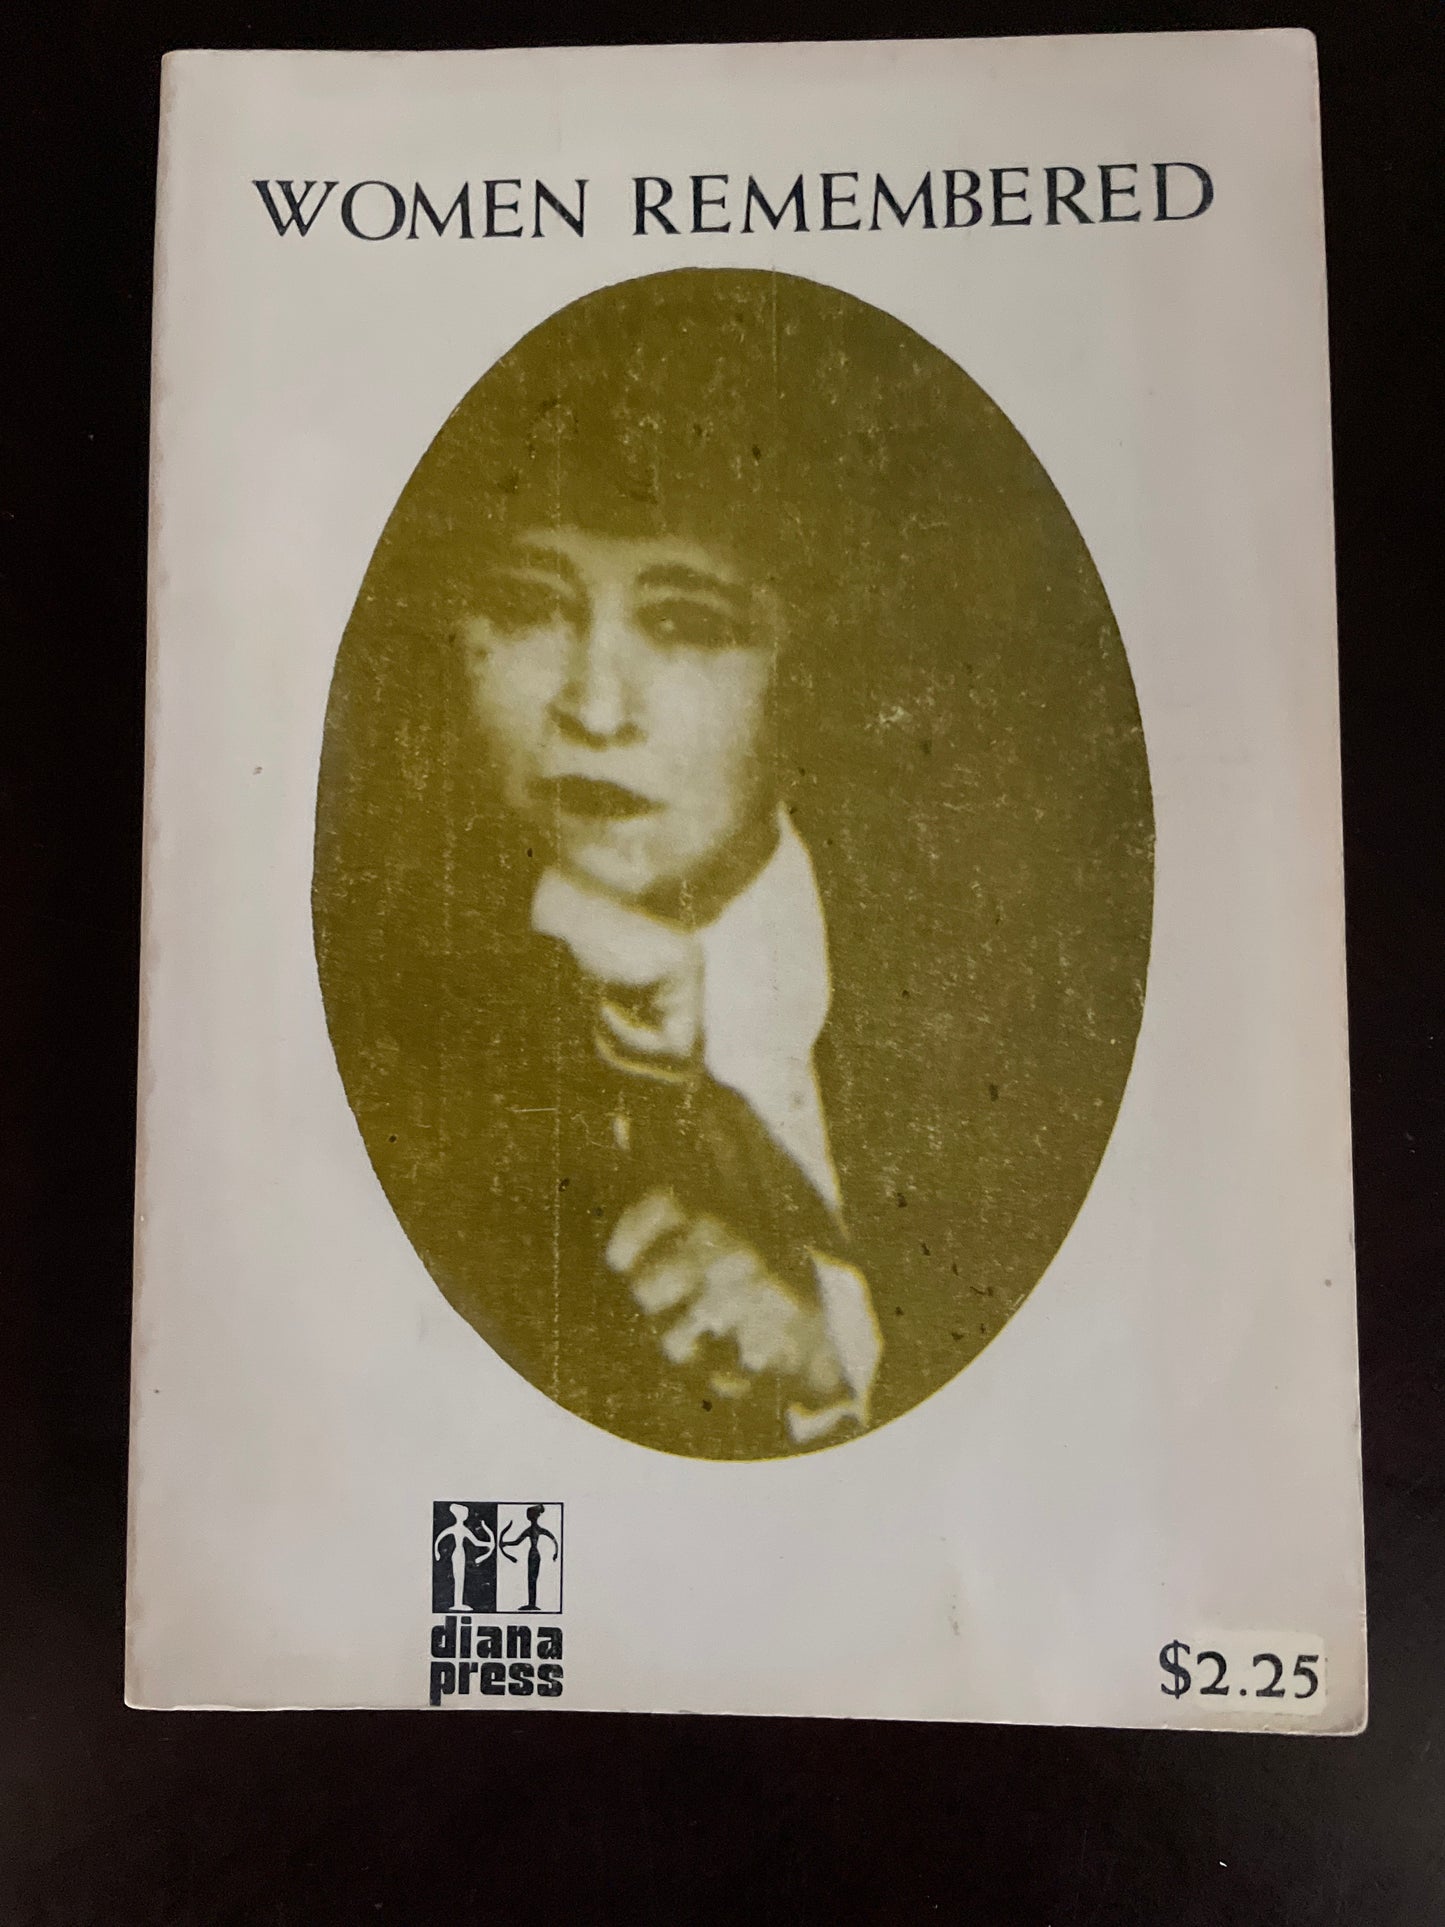 WOMEN REMEMBERED
diana
press
$2.25